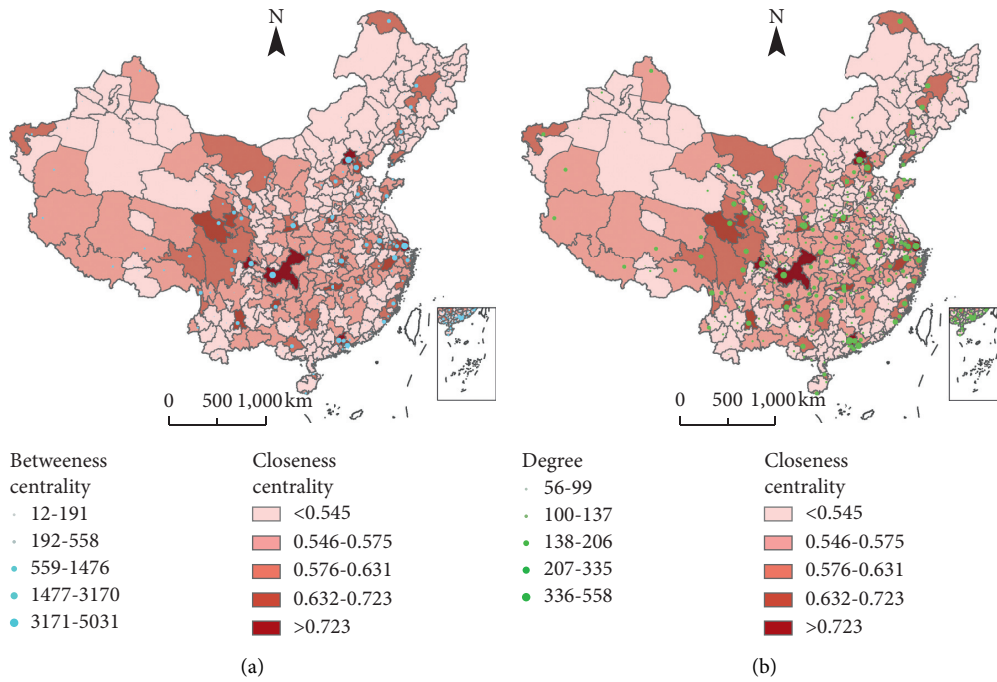 N
0 500 1,000 km
Betweeness
centrality
12-191
192-558
559-1476
1477-3170
3171-5031
Closeness
centrality
<0.545
0.546-0.575
0.576-0.631
0.632-0.723
>0.723
(a)
N
0 500 1,000 km
Degree
56-99
100-137
138-206
207-335
336-558
Closeness
centrality
<0.545
0.546-0.575
0.576-0.631
0.632-0.723
>0.723
(b)